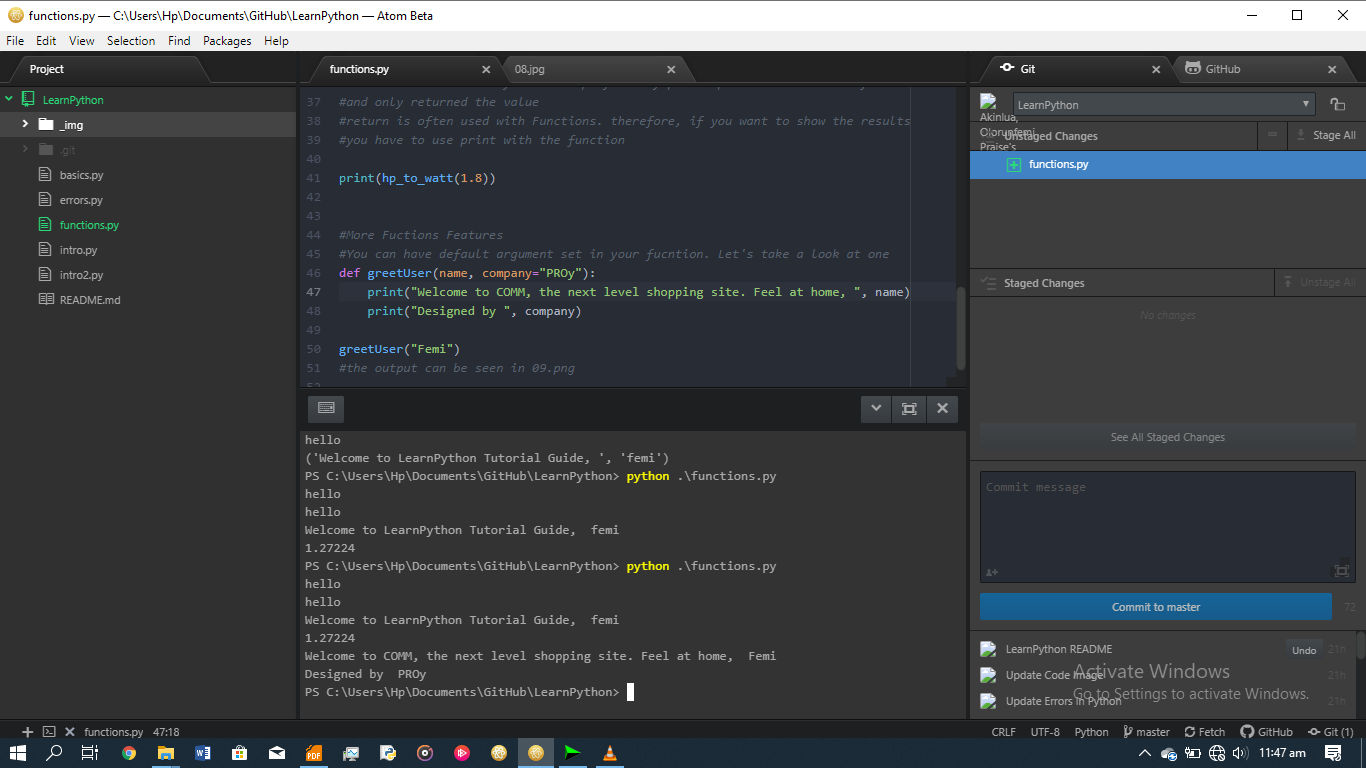 functions.py — C:\Users\Hp\Documents\GitHub\LearnPython — Atom Beta
File Edit View Selection Find Packages Help
Project
LearnPython
_img
.git
basics.py
errors.py
functions.py
intro.py
intro2.py
README.md
functions.py
08.jpg
37 #and only returned the value
38 #return is often used with Functions. therefore, if you want to show the results
39 #you have to use print with the function
40
41 print(hp_to_watt(1.8))
42
43
44 #More Fuctions Features
45 #You can have default argument set in your fucntion. Let's take a look at one
46 def greetUser(name, company="PROy"):
47 print("Welcome to COMM, the next level shopping site. Feel at home, ", name)
48 print("Designed by ", company)
49
50 greetUser("Femi")
51 #the output can be seen in 09.png
52
hello
('Welcome to LearnPython Tutorial Guide, ', 'femi')
PS C:\Users\Hp\Documents\GitHub\LearnPython> python .\functions.py
hello
hello
Welcome to LearnPython Tutorial Guide,  femi
1.27224
PS C:\Users\Hp\Documents\GitHub\LearnPython> python .\functions.py
hello
hello
Welcome to LearnPython Tutorial Guide,  femi
1.27224
Welcome to COMM, the next level shopping site. Feel at home,  Femi
Designed by  PROy
PS C:\Users\Hp\Documents\GitHub\LearnPython>
Git
GitHub
Akinlua,
Olorunfemi
Praise's
LearnPython
Unstaged Changes
Stage All
functions.py
Staged Changes
Unstage All
No changes
See All Staged Changes
Commit message
Commit to master
72
LearnPython README Undo 21h
Update Code Image 21h
Update Errors in Python 21h
Activate Windows
Go to Settings to activate Windows.
functions.py 47:18
CRLF UTF-8 Python master Fetch GitHub Git (1)
11:47 am